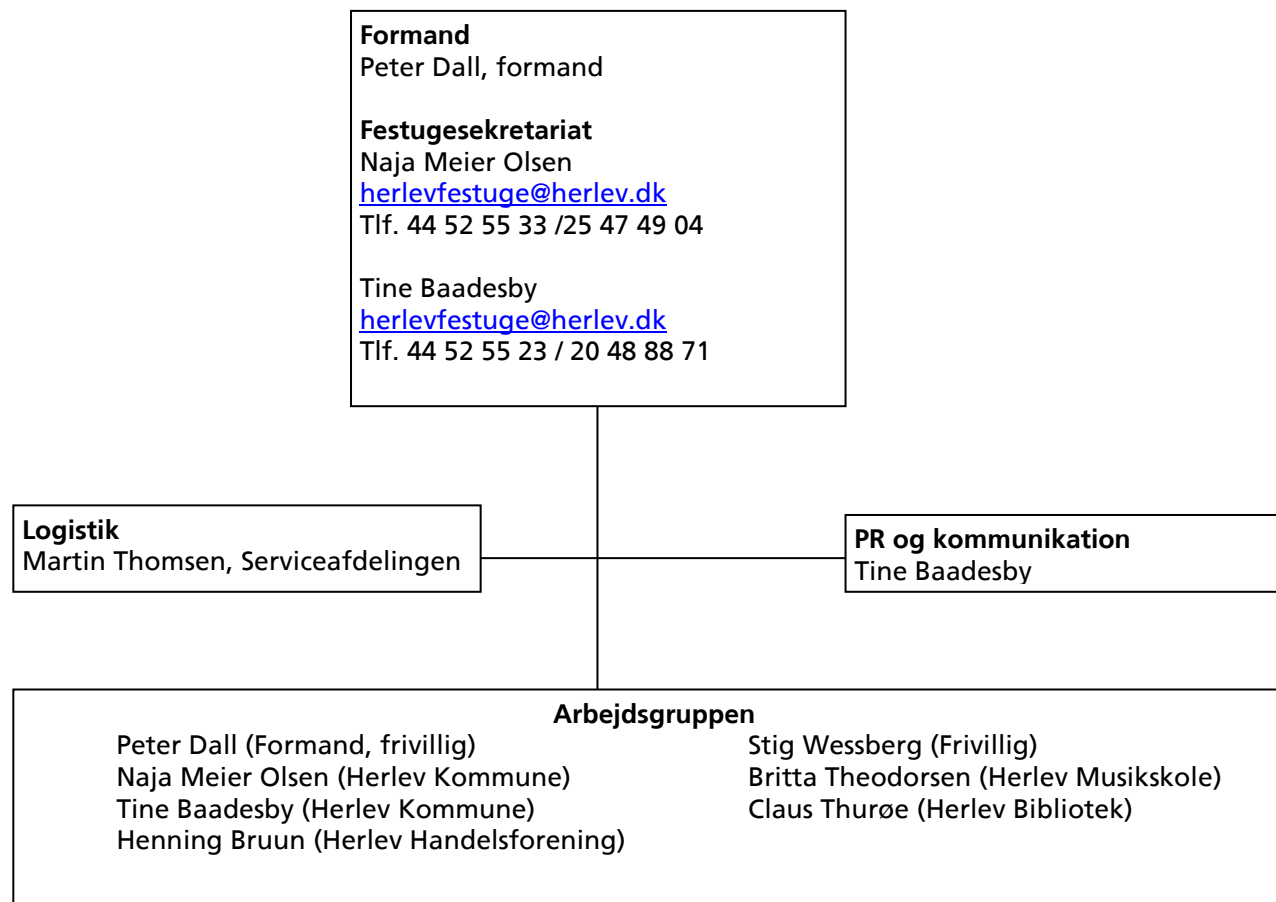 Formand
Peter Dall, formand
Festugesekretariat
Naja Meier Olsen
herlevfestuge@herlev.dk
Tlf. 44 52 55 33 /25 47 49 04
Tine Baadesby
herlevfestuge@herlev.dk
Tlf. 44 52 55 23 / 20 48 88 71
Logistik
Martin Thomsen, Serviceafdelingen
PR og kommunikation
Tine Baadesby
Arbejdsgruppen
Peter Dall (Formand, frivillig)
Naja Meier Olsen (Herlev Kommune)
Tine Baadesby (Herlev Kommune)
Henning Bruun (Herlev Handelsforening)
Stig Wessberg (Frivillig)
Britta Theodorsen (Herlev Musikskole)
Claus Thurøe (Herlev Bibliotek)